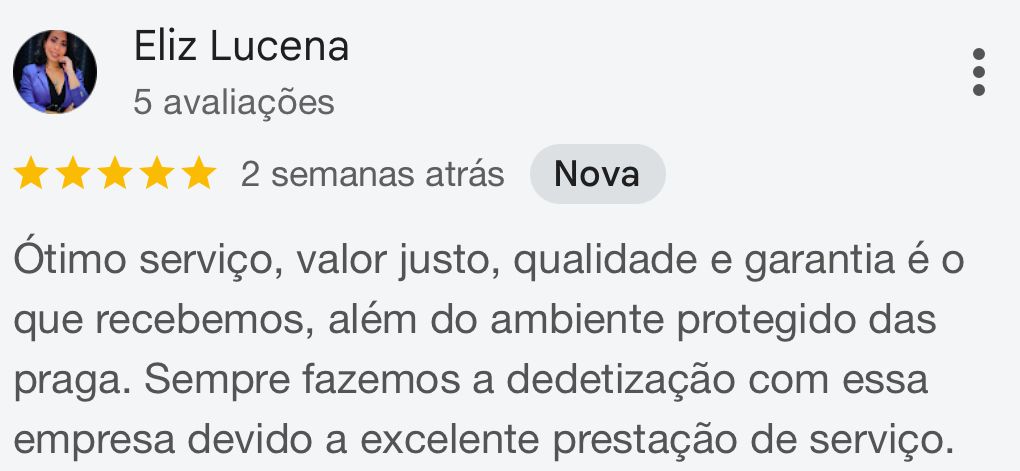 Eliz Lucena
5 avaliações
2 semanas atrás Nova
Ótimo serviço, valor justo, qualidade e garantia é o
que recebemos, além do ambiente protegido das
praga. Sempre fazemos a dedetização com essa
empresa devido a excelente prestação de serviço.